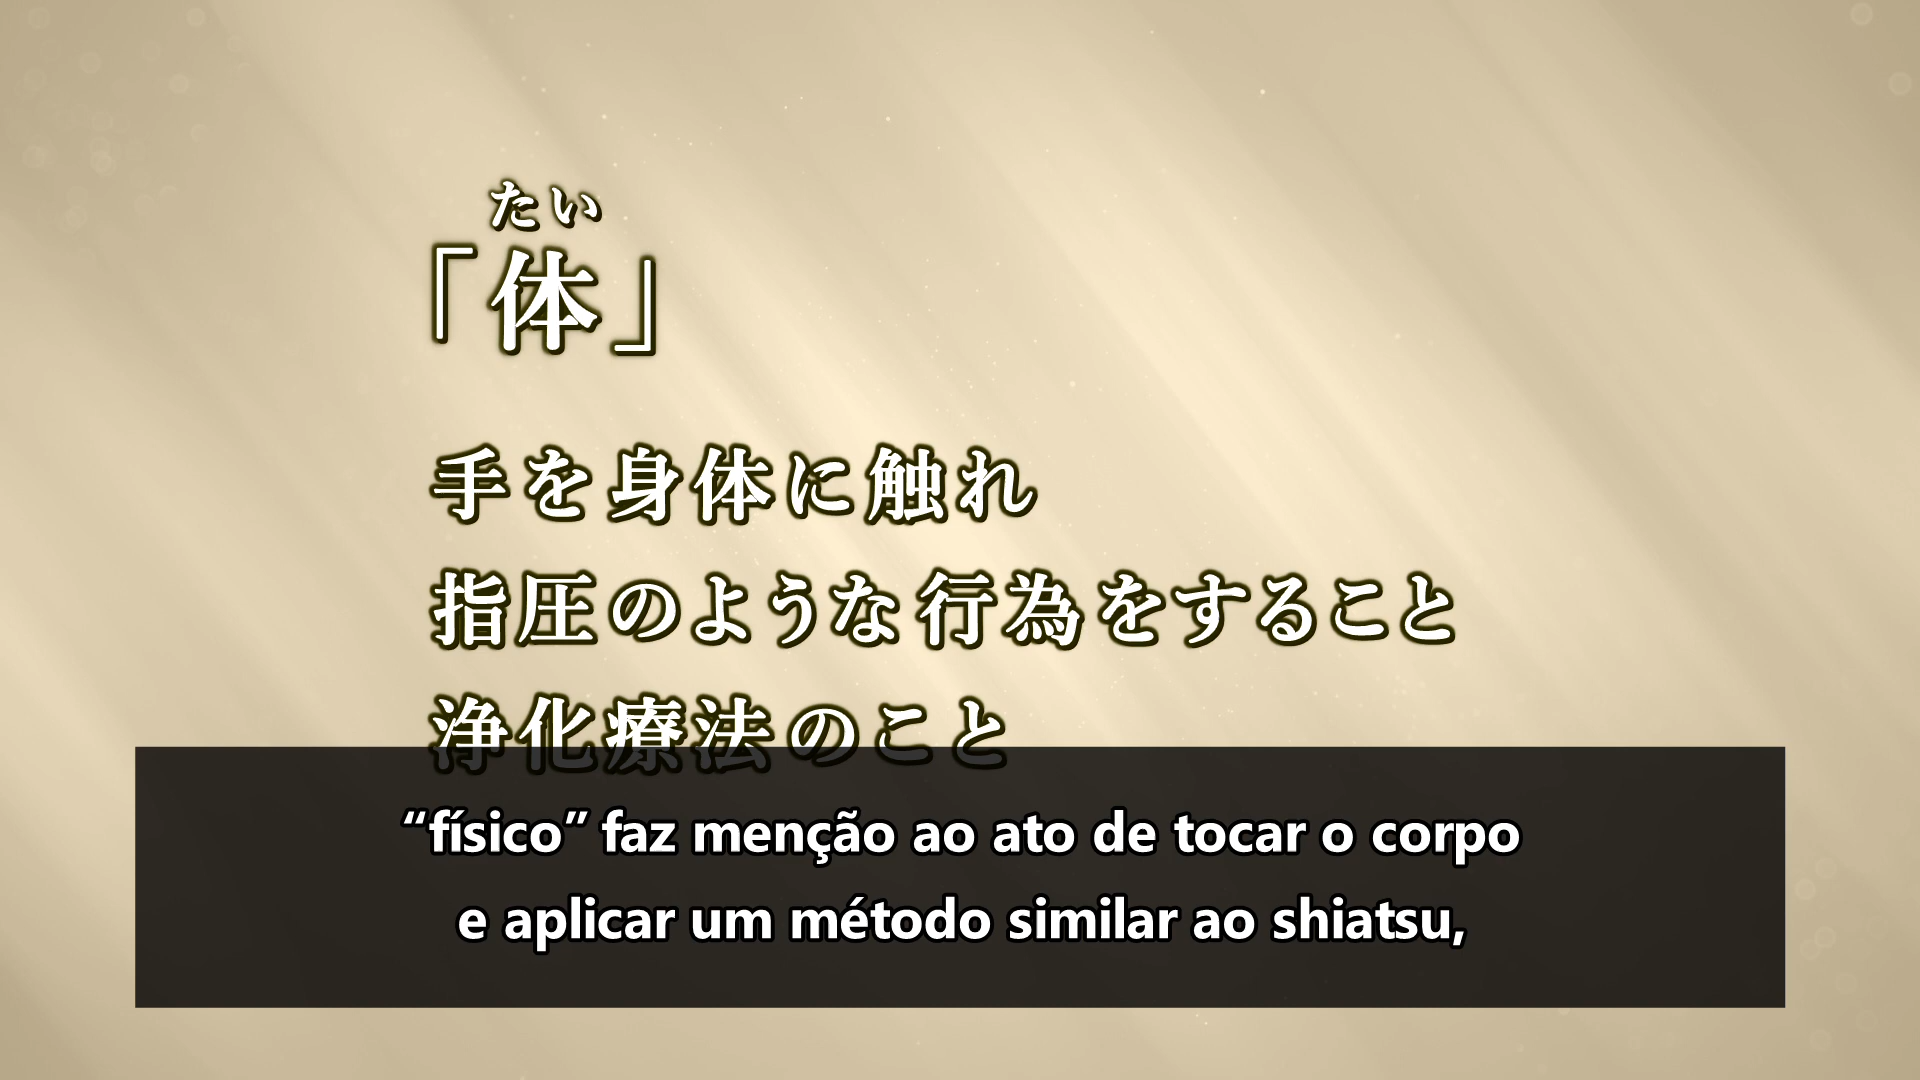 たい
「体」
手を身体に触れ
指圧のような行為をすること
浄化療法のこと
“físico” faz menção ao ato de tocar o corpo
e aplicar um método similar ao shiatsu,